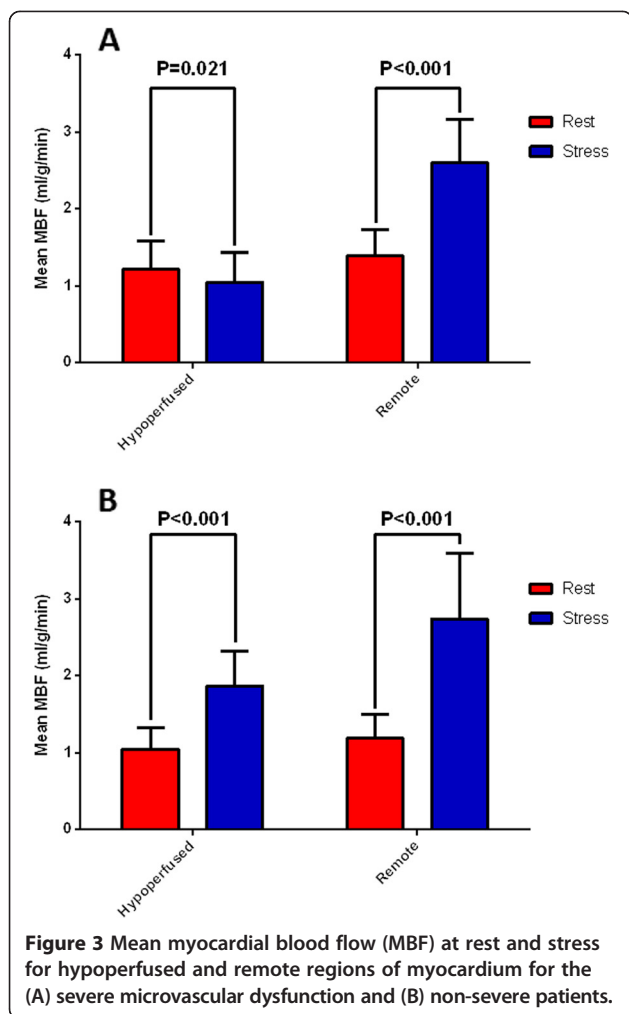 A
P=0.021
P<0.001
Rest
Stress
Mean MBF (ml/g/min)
4
3
2
1
0
Hypoperfused
Remote
B
P<0.001
P<0.001
Rest
Stress
Mean MBF (ml/g/min)
4
3
2
1
0
Hypoperfused
Remote
Figure 3 Mean myocardial blood flow (MBF) at rest and stress
for hypoperfused and remote regions of myocardium for the
(A) severe microvascular dysfunction and (B) non-severe patients.